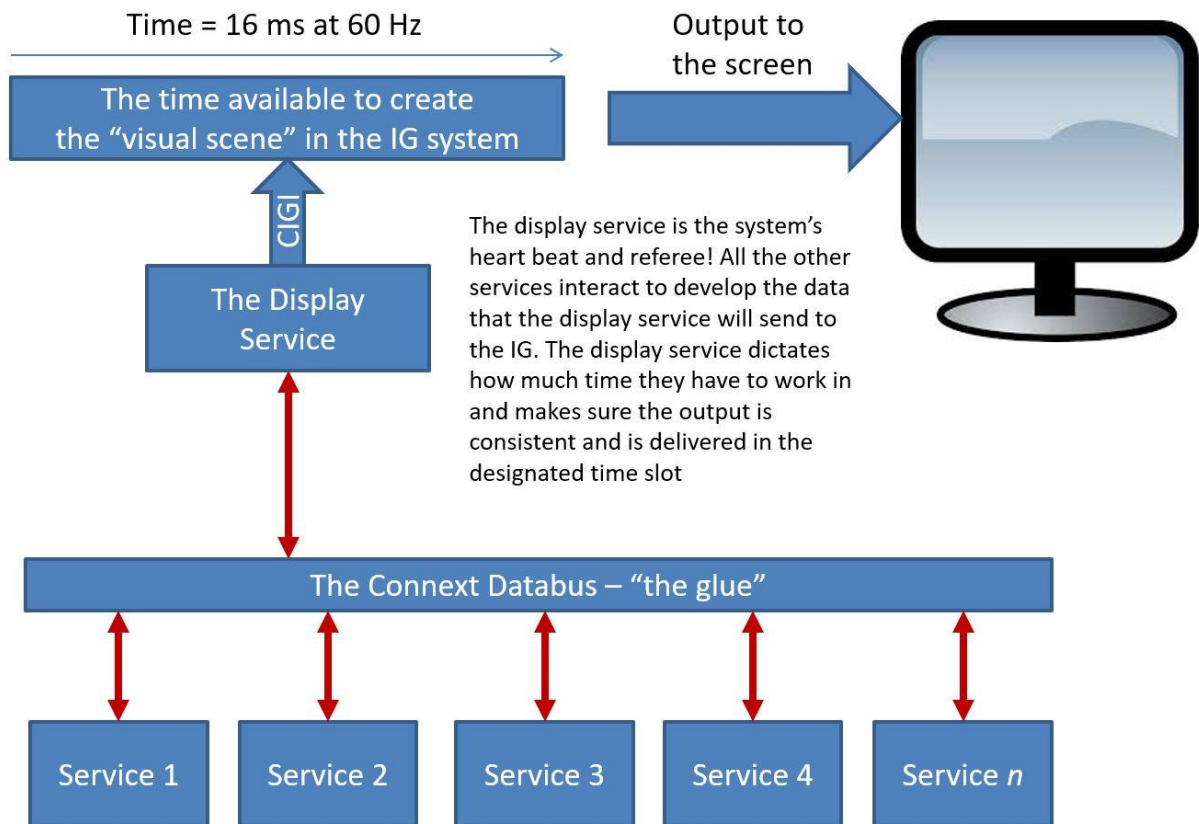 Time = 16 ms at 60 Hz
Output to
the screen
The time available to create
the “visual scene” in the IG system
CIGI
The Display
Service
The display service is the system’s
heart beat and referee! All the other
services interact to develop the data
that the display service will send to
the IG. The display service dictates
how much time they have to work in
and makes sure the output is
consistent and is delivered in the
designated time slot
The Connext Databus – “the glue”
Service 1
Service 2
Service 3
Service 4
Service n